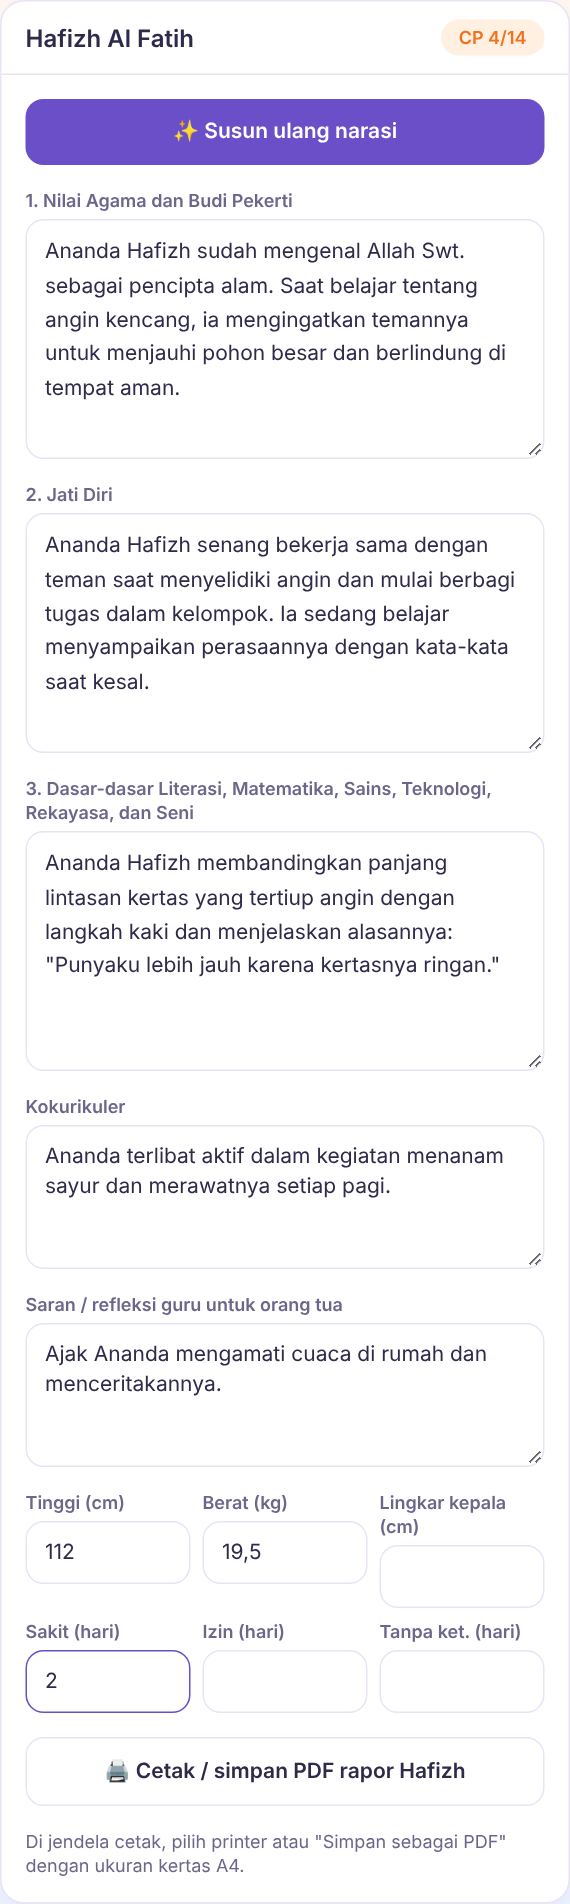 Hafizh Al Fatih
CP 4/14
✨ Susun ulang narasi
1. Nilai Agama dan Budi Pekerti
Ananda Hafizh sudah mengenal Allah Swt.
sebagai pencipta alam. Saat belajar tentang
angin kencang, ia mengingatkan temannya
untuk menjauhi pohon besar dan berlindung di
tempat aman.
2. Jati Diri
Ananda Hafizh senang bekerja sama dengan
teman saat menyelidiki angin dan mulai berbagi
tugas dalam kelompok. Ia sedang belajar
menyampaikan perasaannya dengan kata-kata
saat kesal.
3. Dasar-dasar Literasi, Matematika, Sains, Teknologi,
Rekayasa, dan Seni
Ananda Hafizh membandingkan panjang
lintasan kertas yang tertiup angin dengan
langkah kaki dan menjelaskan alasannya:
"Punyaku lebih jauh karena kertasnya ringan."
Kokurikuler
Ananda terlibat aktif dalam kegiatan menanam
sayur dan merawatnya setiap pagi.
Saran / refleksi guru untuk orang tua
Ajak Ananda mengamati cuaca di rumah dan
menceritakannya.
Tinggi (cm)
112
Berat (kg)
19,5
Lingkar kepala
(cm)
Sakit (hari)
2
Izin (hari)
Tanpa ket. (hari)
🖨️ Cetak / simpan PDF rapor Hafizh
Di jendela cetak, pilih printer atau "Simpan sebagai PDF"
dengan ukuran kertas A4.